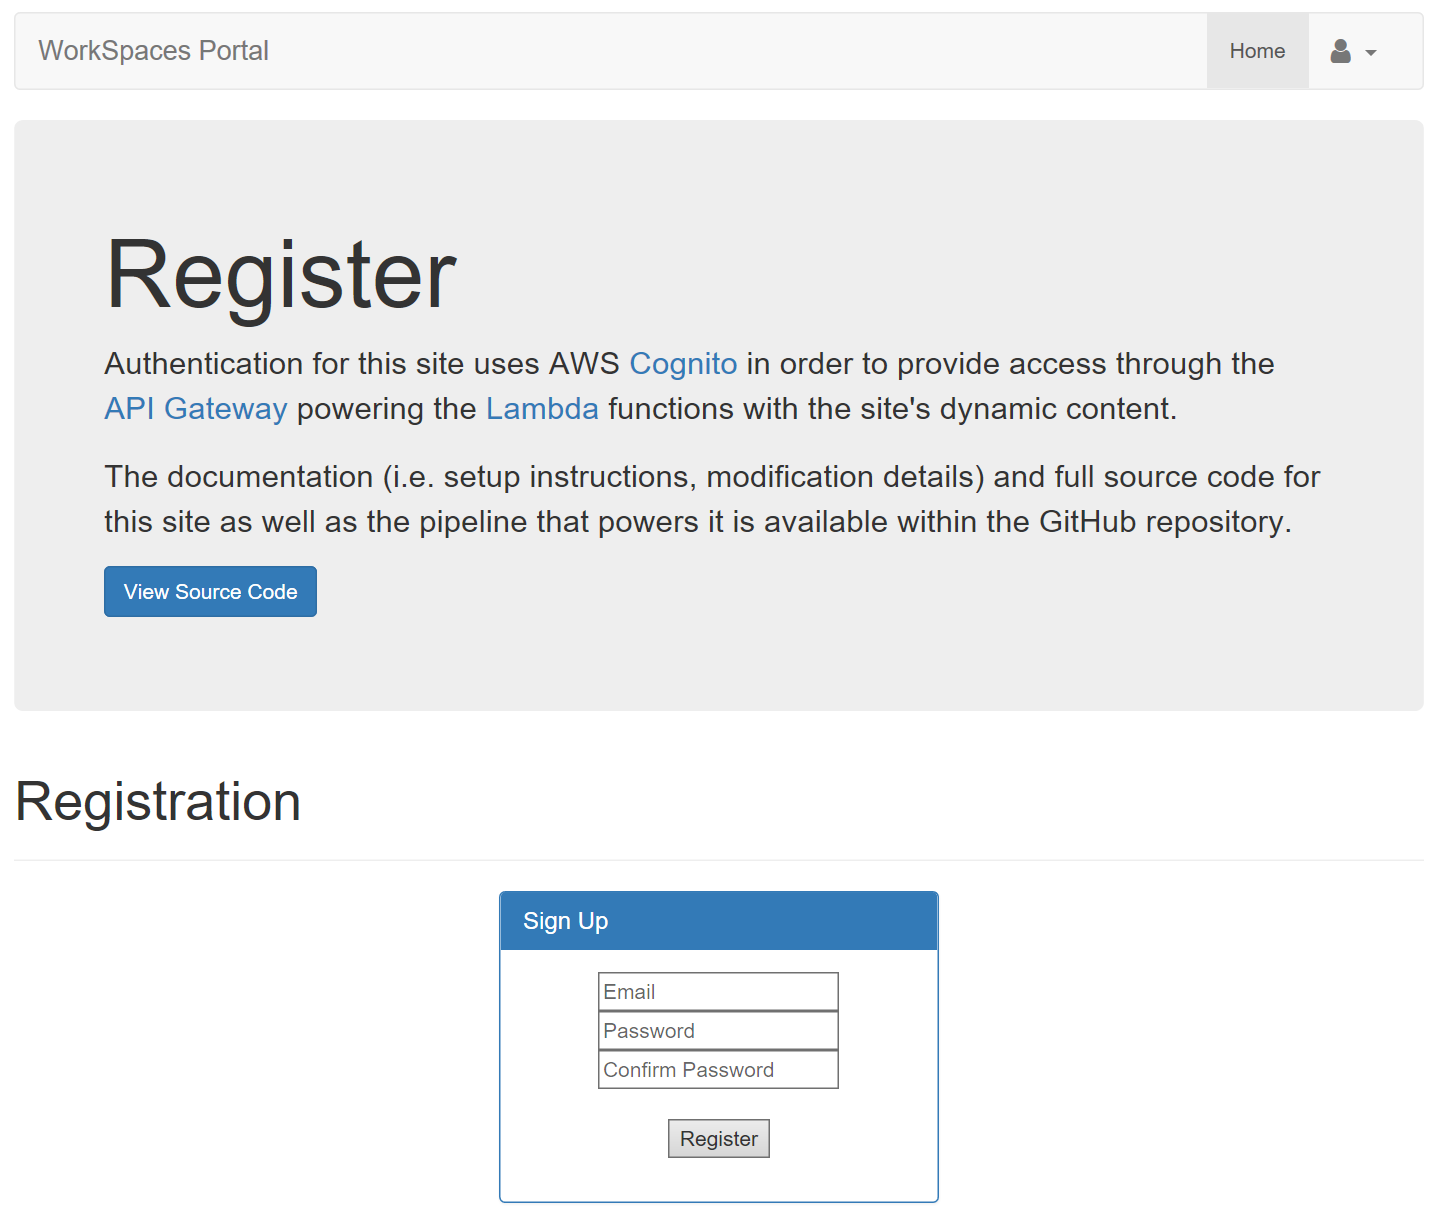 WorkSpaces Portal
Home
Register
Authentication for this site uses AWS Cognito in order to provide access through the
API Gateway powering the Lambda functions with the site's dynamic content.
The documentation (i.e. setup instructions, modification details) and full source code for
this site as well as the pipeline that powers it is available within the GitHub repository.
View Source Code
Registration
Sign Up
Email
Password
Confirm Password
Register